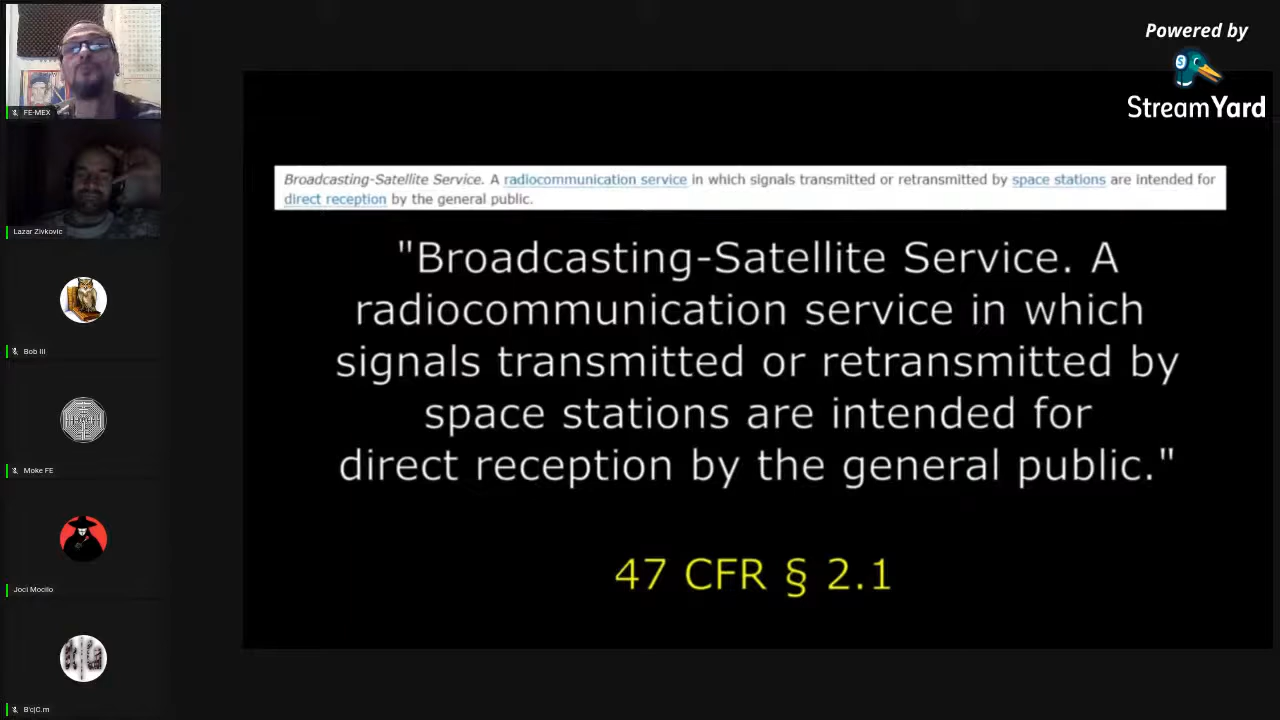 Powered by
StreamYard
FE-MEX
Lazar Zivkovic
Bob III
Moke FE
Joci Mocilo
B'c|C.m
Broadcasting-Satellite Service. A radiocommunication service in which signals transmitted or retransmitted by space stations are intended for
direct reception by the general public.
"Broadcasting-Satellite Service. A
radiocommunication service in which
signals transmitted or retransmitted by
space stations are intended for
direct reception by the general public."
47 CFR § 2.1